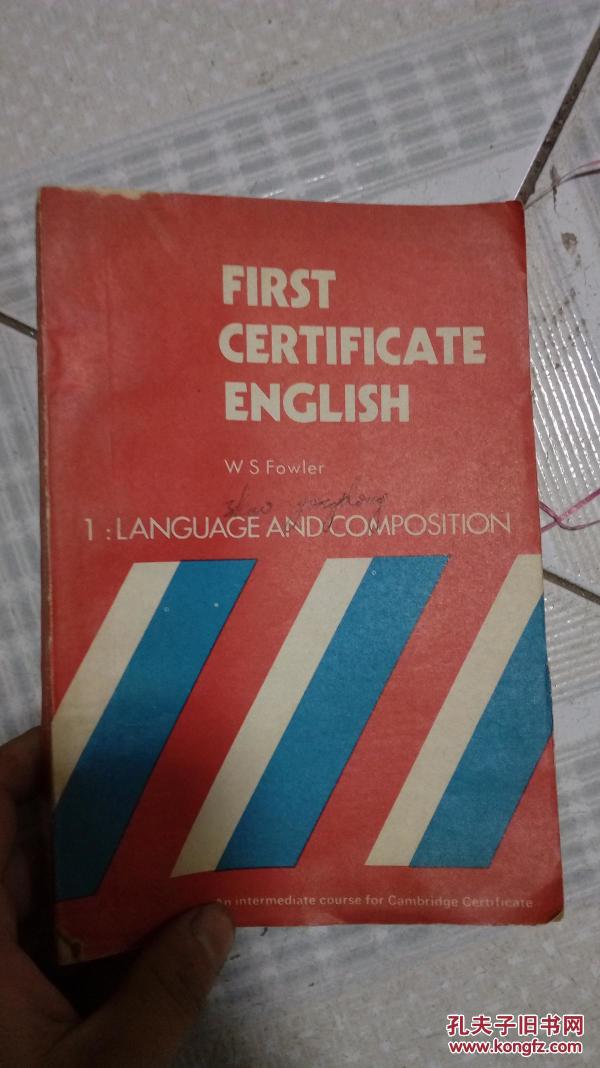 FIRST
CERTIFICATE
ENGLISH
W S Fowler
1 : LANGUAGE AND COMPOSITION
An intermediate course for Cambridge Certificate
孔夫子旧书网
www.kongfz.com